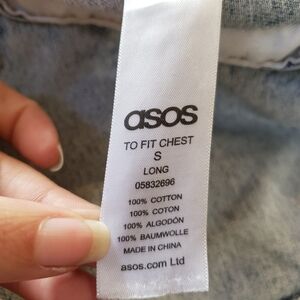 asos
TO FIT CHEST
S
LONG
05832696
100% COTTON
100% COTON
100% ALGODÓN
100% BAUMWOLLE
MADE IN CHINA
asos.com Ltd